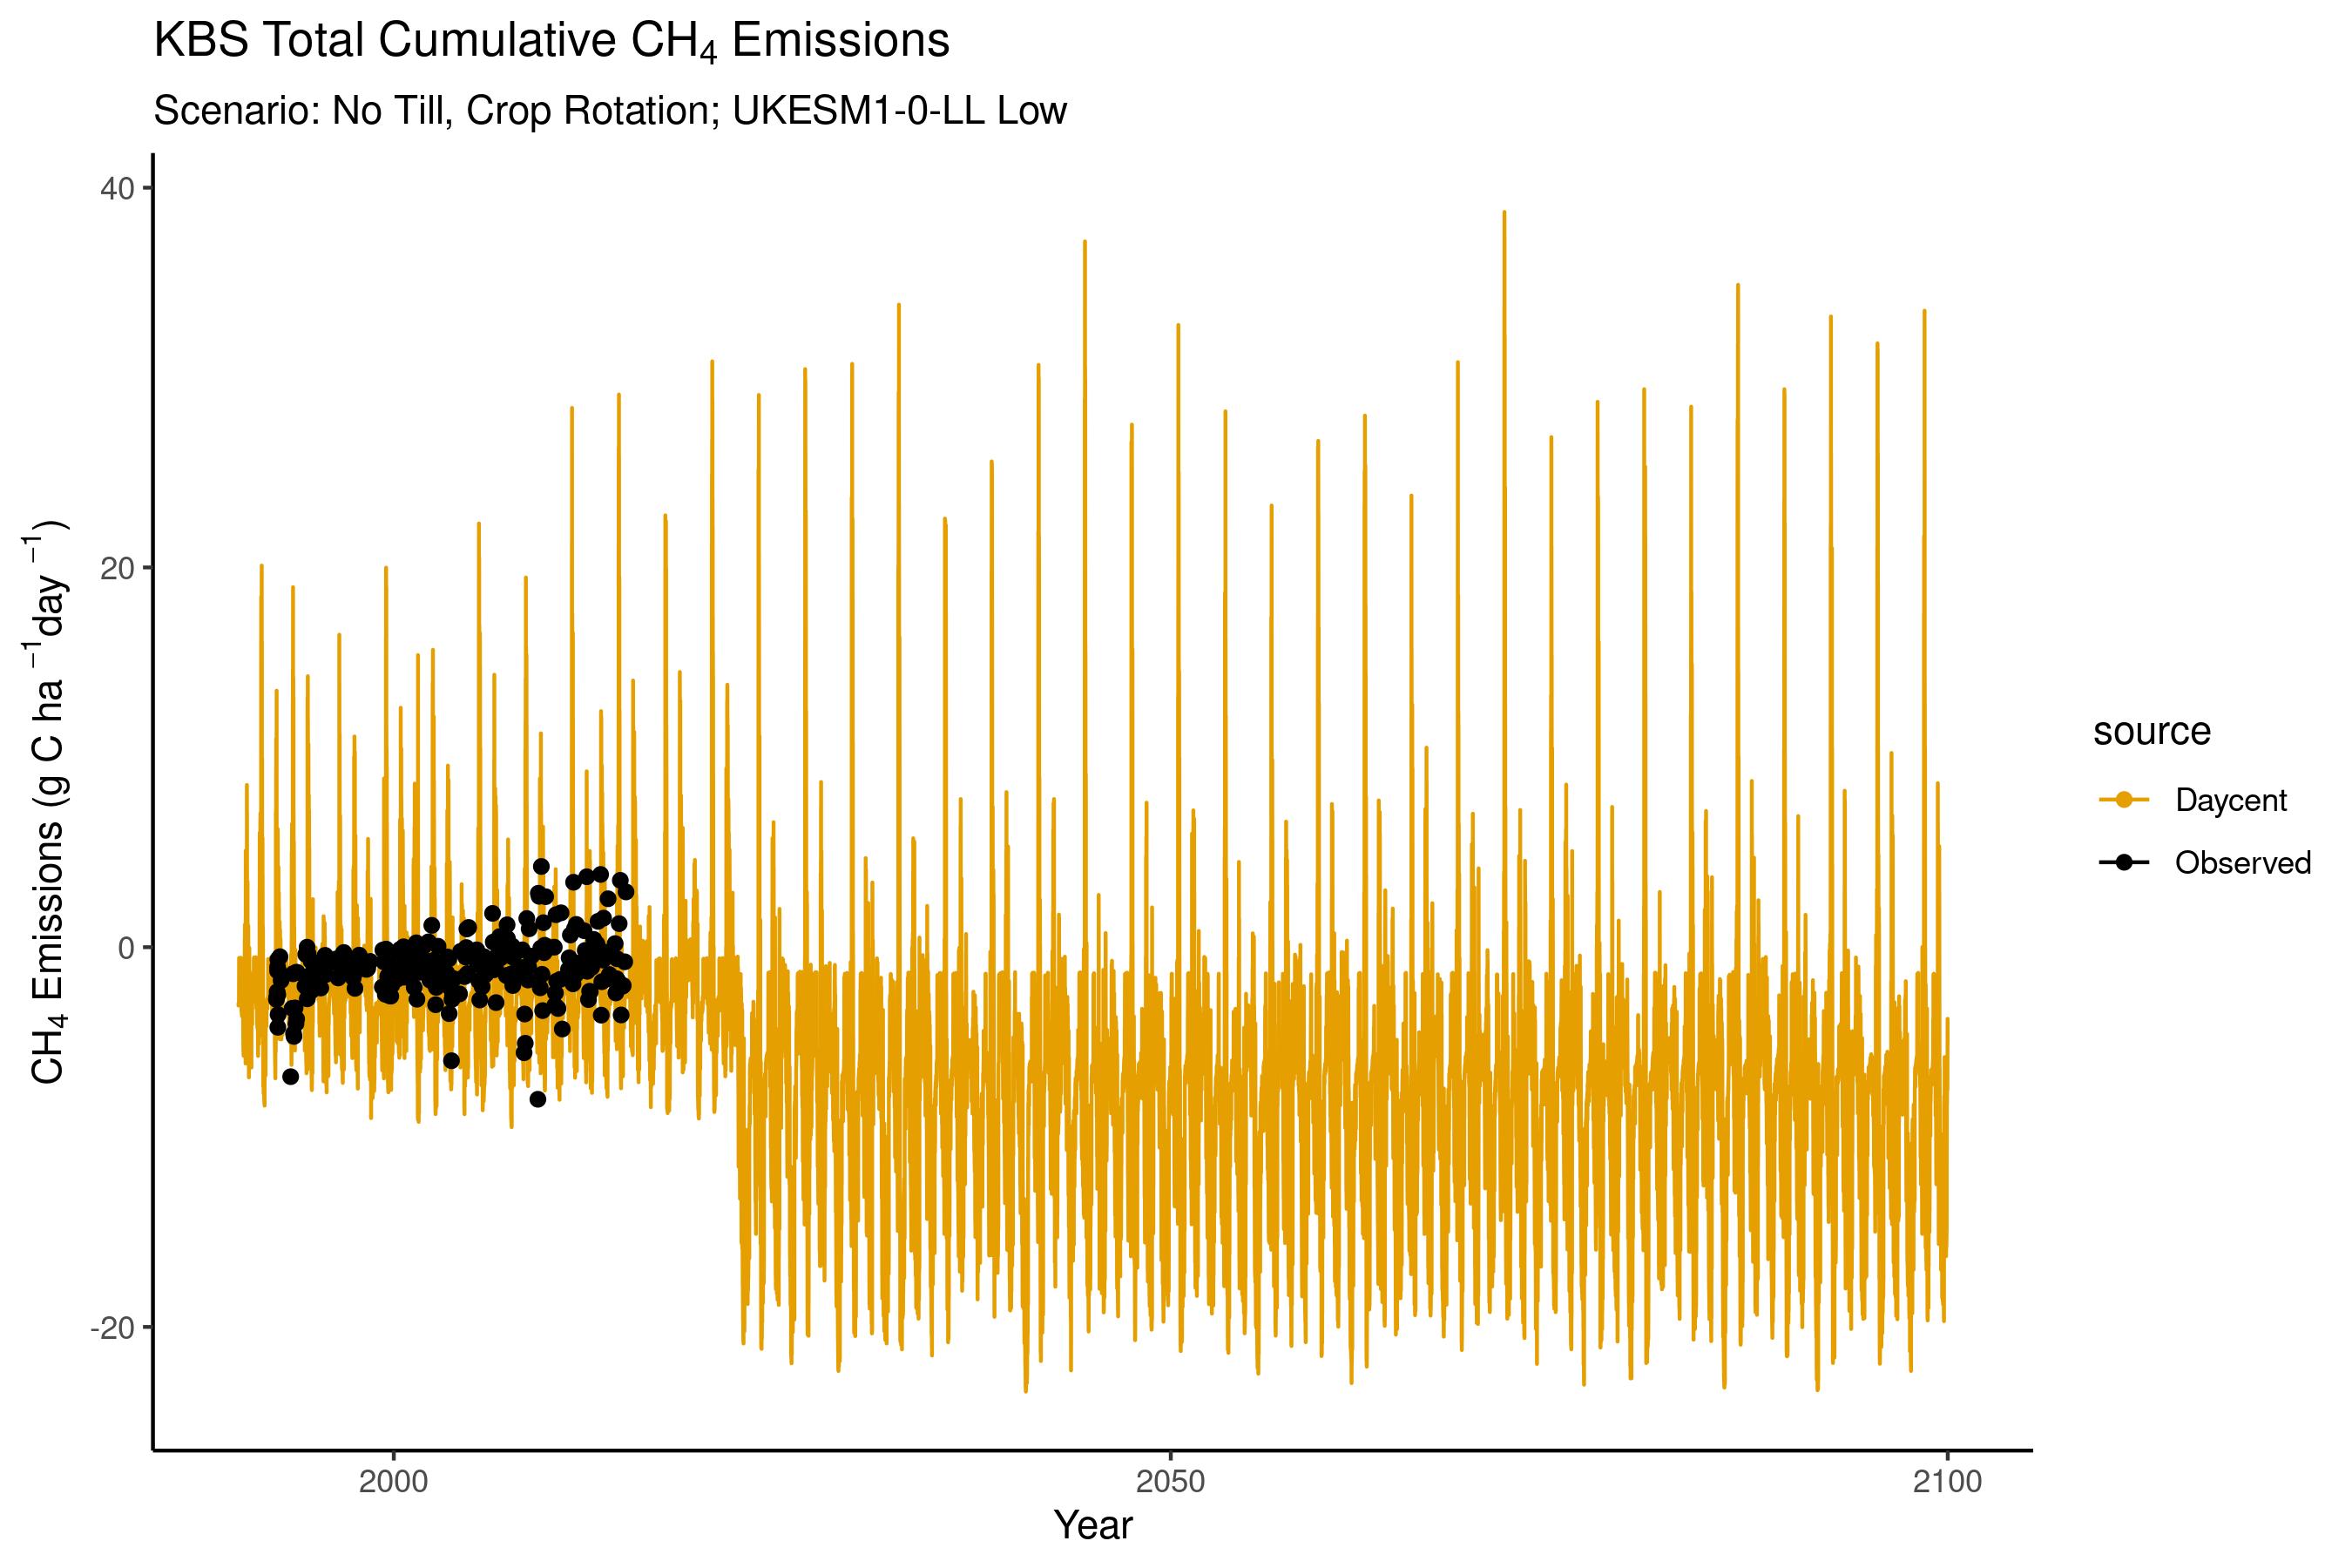 KBS Total Cumulative CH₄ Emissions
Scenario: No Till, Crop Rotation; UKESM1-0-LL Low
CH₄ Emissions (g C ha ⁻¹day ⁻¹)
40
20
0
-20
2000
2050
2100
Year
source
Daycent
Observed